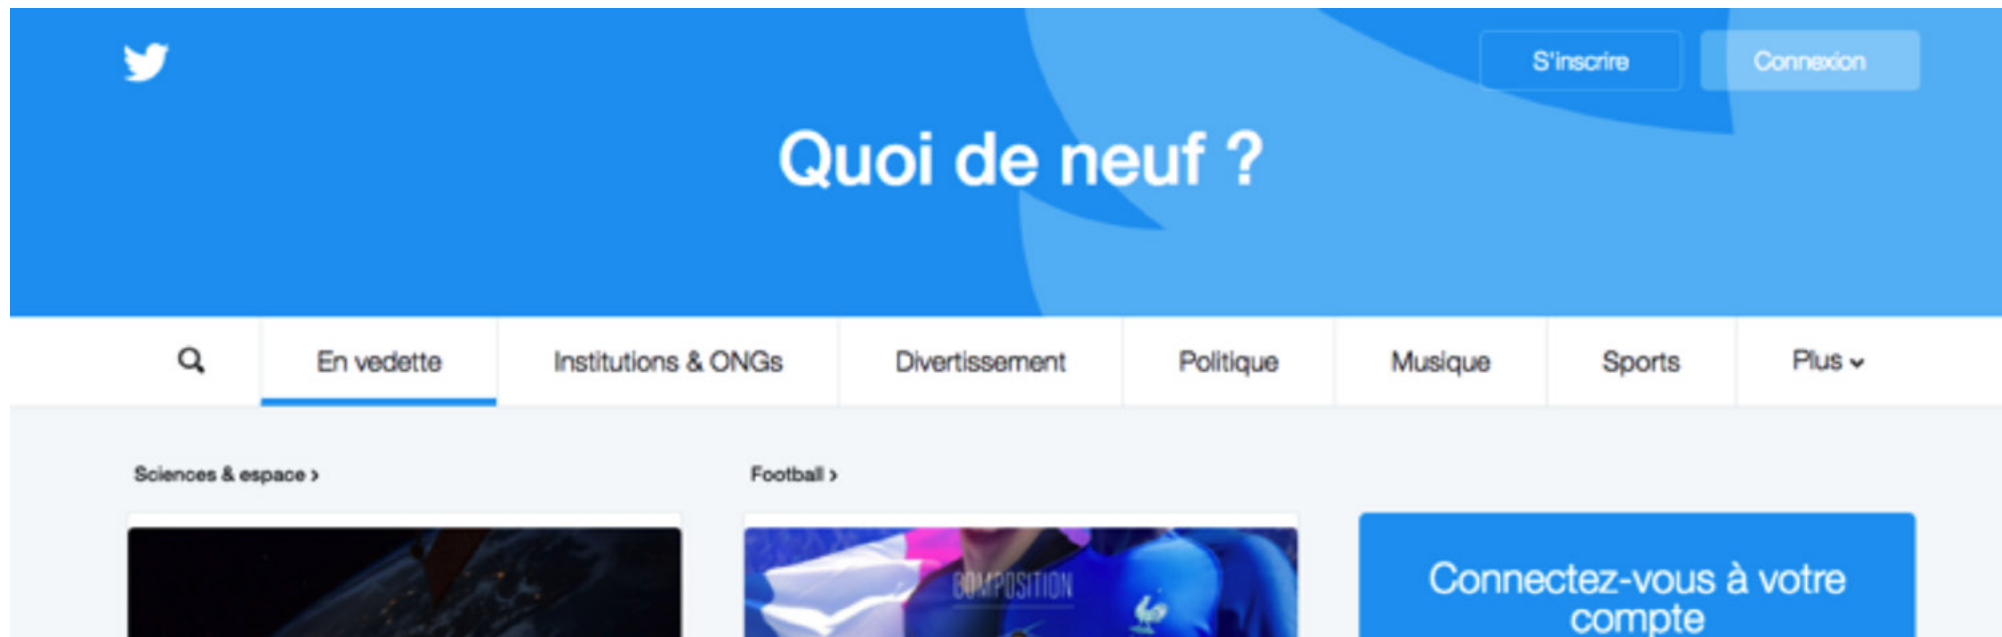 S'inscrire
Connexion
Quoi de neuf ?
En vedette
Institutions & ONGs
Divertissement
Politique
Musique
Sports
Plus
Sciences & espace ›
Football ›
COMPOSITION
Connectez-vous à votre
compte